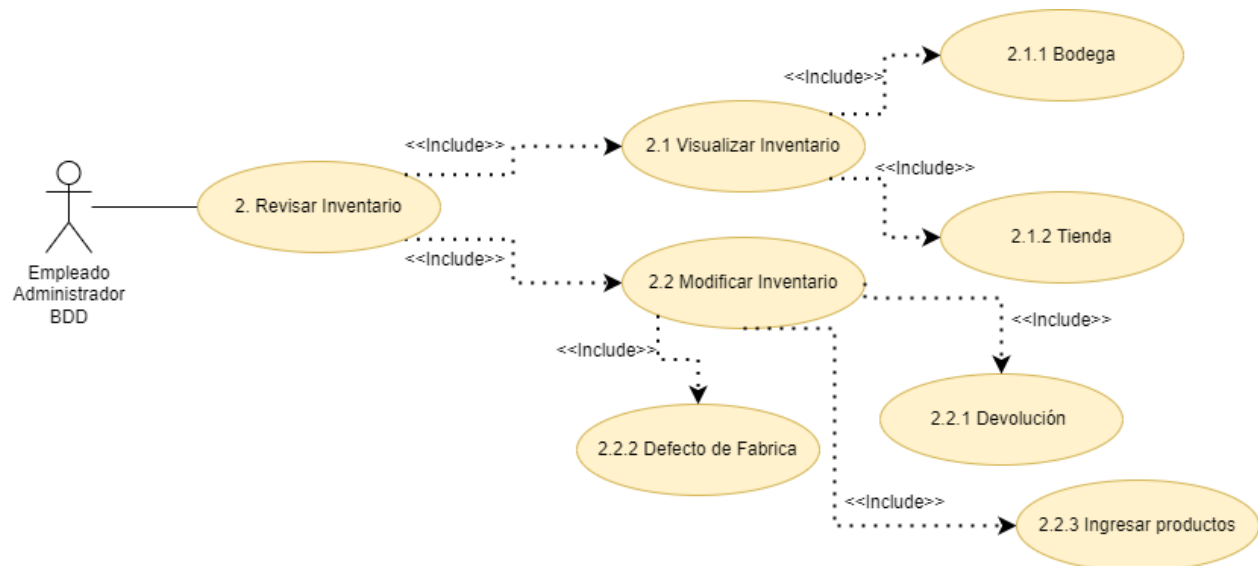 2.1.1 Bodega
<<Include>>
<<Include>>
2.1 Visualizar Inventario
<<Include>>
2. Revisar Inventario
2.1.2 Tienda
<<Include>>
Empleado
Administrador
BDD
2.2 Modificar Inventario
<<Include>>
<<Include>>
2.2.1 Devolución
2.2.2 Defecto de Fabrica
<<Include>>
2.2.3 Ingresar productos